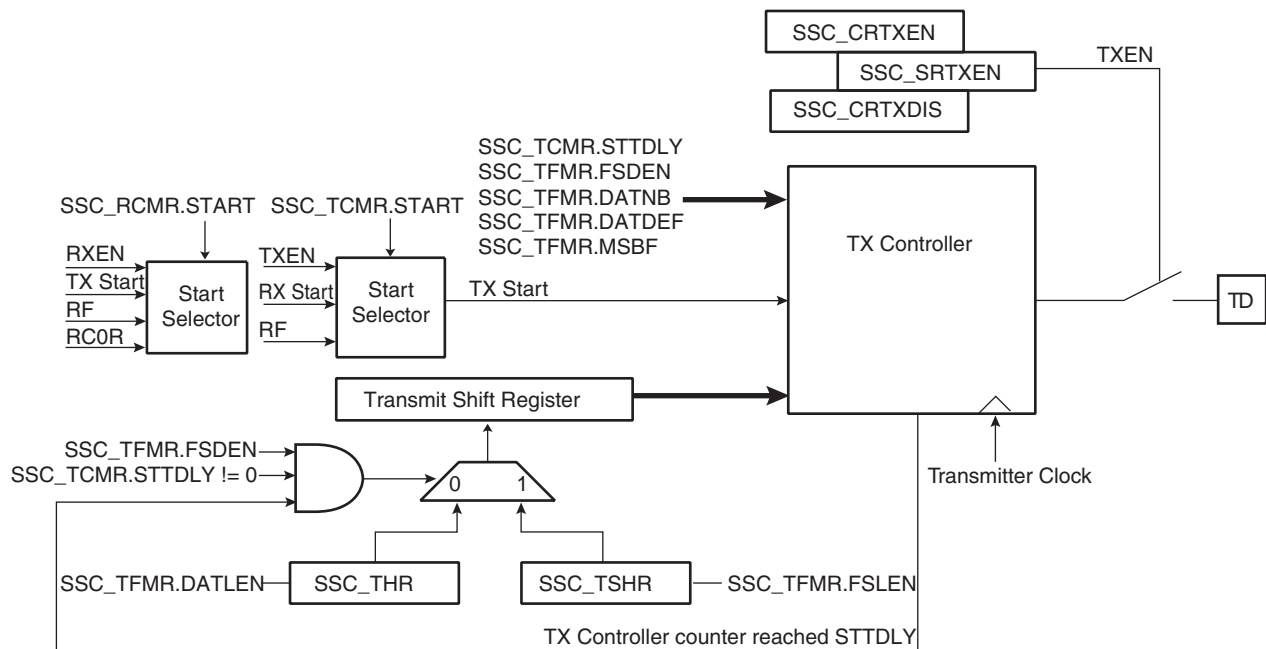 SSC_CRTXEN
SSC_SRTXEN
TXEN
SSC_CRTXDIS
SSC_TCMR.STTDLY
SSC_TFMR.FSDEN
SSC_TFMR.DATNB
SSC_TFMR.DATDEF
SSC_TFMR.MSBF
SSC_RCMR.START
SSC_TCMR.START
RXEN
TX Start
RF
RC0R
Start
Selector
TXEN
RX Start
RF
Start
Selector
TX Start
TX Controller
TD
Transmit Shift Register
Transmitter Clock
SSC_TFMR.FSDEN
SSC_TCMR.STTDLY != 0
0 1
SSC_TFMR.DATLEN
SSC_THR
SSC_TSHR
SSC_TFMR.FSLEN
TX Controller counter reached STTDLY